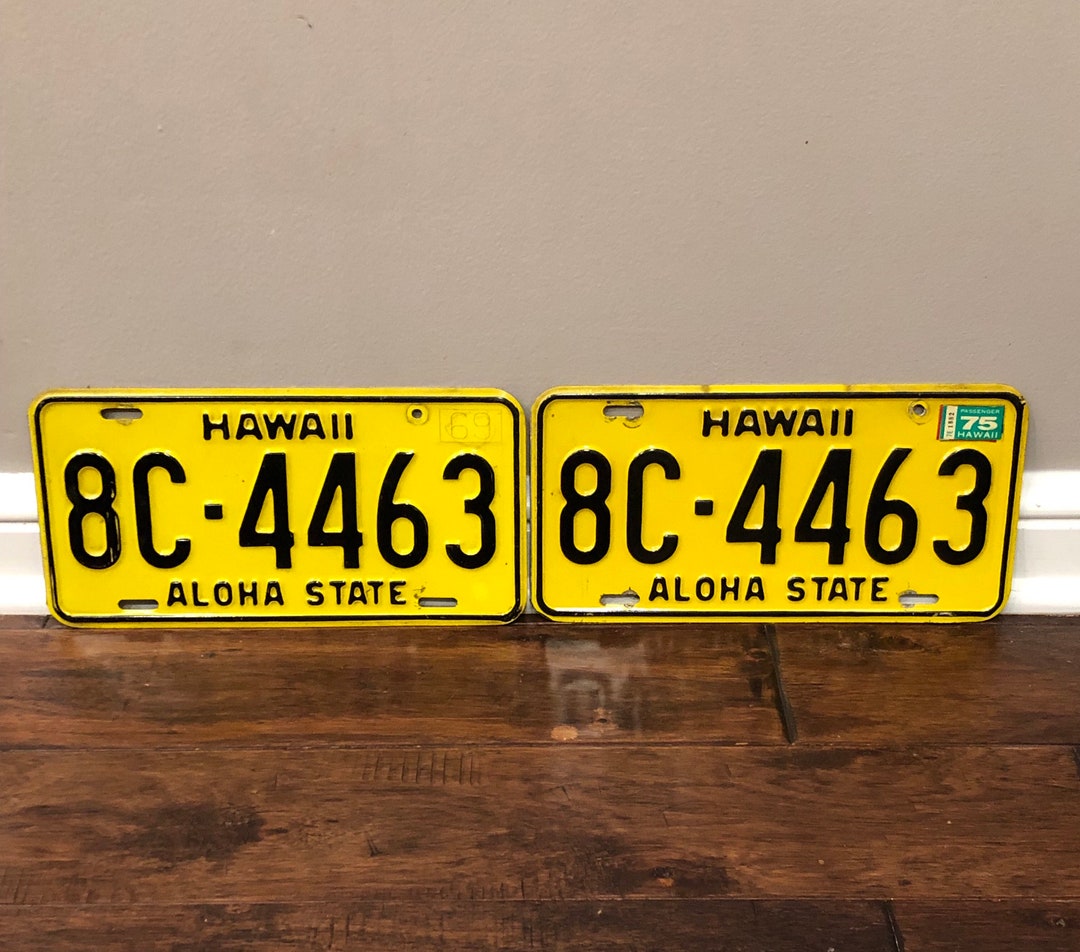 HAWAII
69
8C·4463
ALOHA STATE
HAWAII
PASSENGER
75
HAWAII
8C·4463
ALOHA STATE